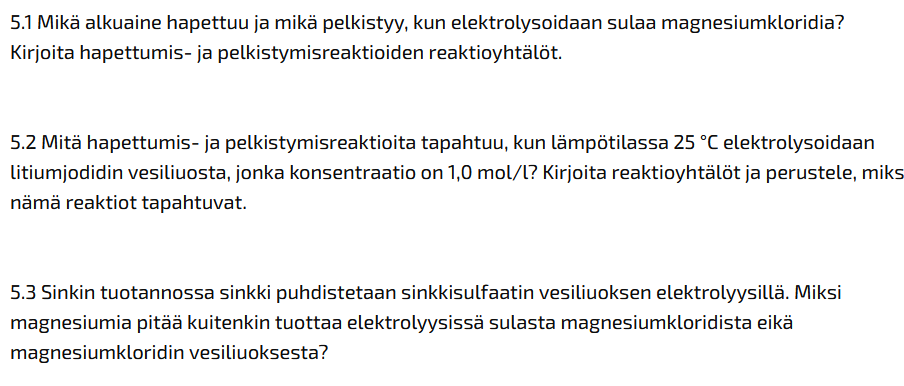 5.1 Mikä alkuaine hapettuu ja mikä pelkistyy, kun elektrolysoidaan sulaa magnesiumkloridia?
Kirjoita hapettumis- ja pelkistymisreaktioiden reaktioyhtälöt.
5.2 Mitä hapettumis- ja pelkistymisreaktioita tapahtuu, kun lämpötilassa 25 °C elektrolysoidaan
litiumjodidin vesiliuosta, jonka konsentraatio on 1,0 mol/l? Kirjoita reaktioyhtälöt ja perustele, miks
nämä reaktiot tapahtuvat.
5.3 Sinkin tuotannossa sinkki puhdistetaan sinkkisulfaatin vesiliuoksen elektrolyysillä. Miksi
magnesiumia pitää kuitenkin tuottaa elektrolyysissä sulasta magnesiumkloridista eikä
magnesiumkloridin vesiliuoksesta?